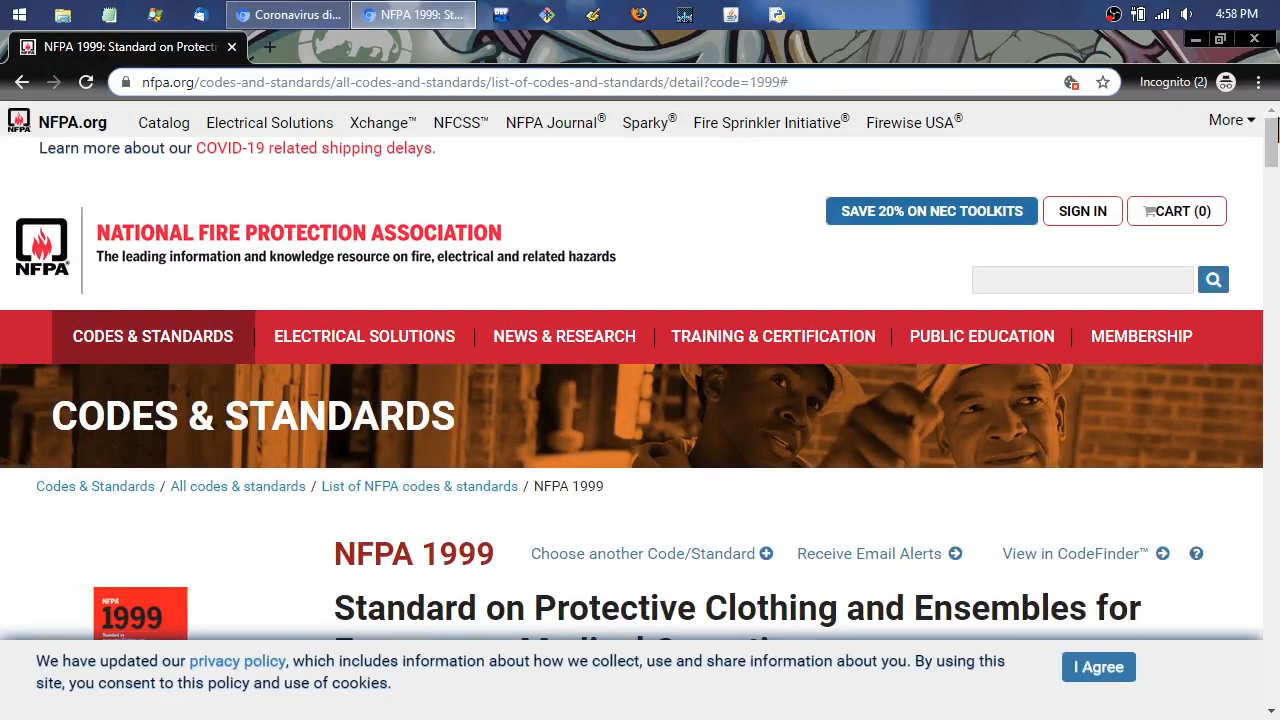 Coronavirus di...
NFPA 1999: St...
4:58 PM
NFPA 1999: Standard on Protecti
nfpa.org/codes-and-standards/all-codes-and-standards/list-of-codes-and-standards/detail?code=1999#
Incognito (2)
NFPA
NFPA.org
Catalog
Electrical Solutions
Xchange™
NFCSS™
NFPA Journal®
Sparky®
Fire Sprinkler Initiative®
Firewise USA®
More
Learn more about our COVID-19 related shipping delays.
SAVE 20% ON NEC TOOLKITS
SIGN IN
CART (0)
NFPA®
NATIONAL FIRE PROTECTION ASSOCIATION
The leading information and knowledge resource on fire, electrical and related hazards
CODES & STANDARDS
ELECTRICAL SOLUTIONS
NEWS & RESEARCH
TRAINING & CERTIFICATION
PUBLIC EDUCATION
MEMBERSHIP
CODES & STANDARDS
Codes & Standards / All codes & standards / List of NFPA codes & standards / NFPA 1999
NFPA 1999
Choose another Code/Standard
Receive Email Alerts
View in CodeFinder™
NFPA
1999
Standard on Protective Clothing and Ensembles for
We have updated our privacy policy, which includes information about how we collect, use and share information about you. By using this
site, you consent to this policy and use of cookies.
I Agree